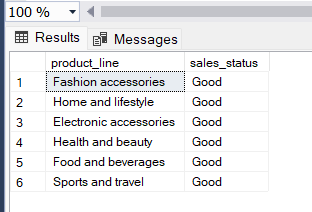 100 %
Results Messages
product_line sales_status
1 Fashion accessories Good
2 Home and lifestyle Good
3 Electronic accessories Good
4 Health and beauty Good
5 Food and beverages Good
6 Sports and travel Good